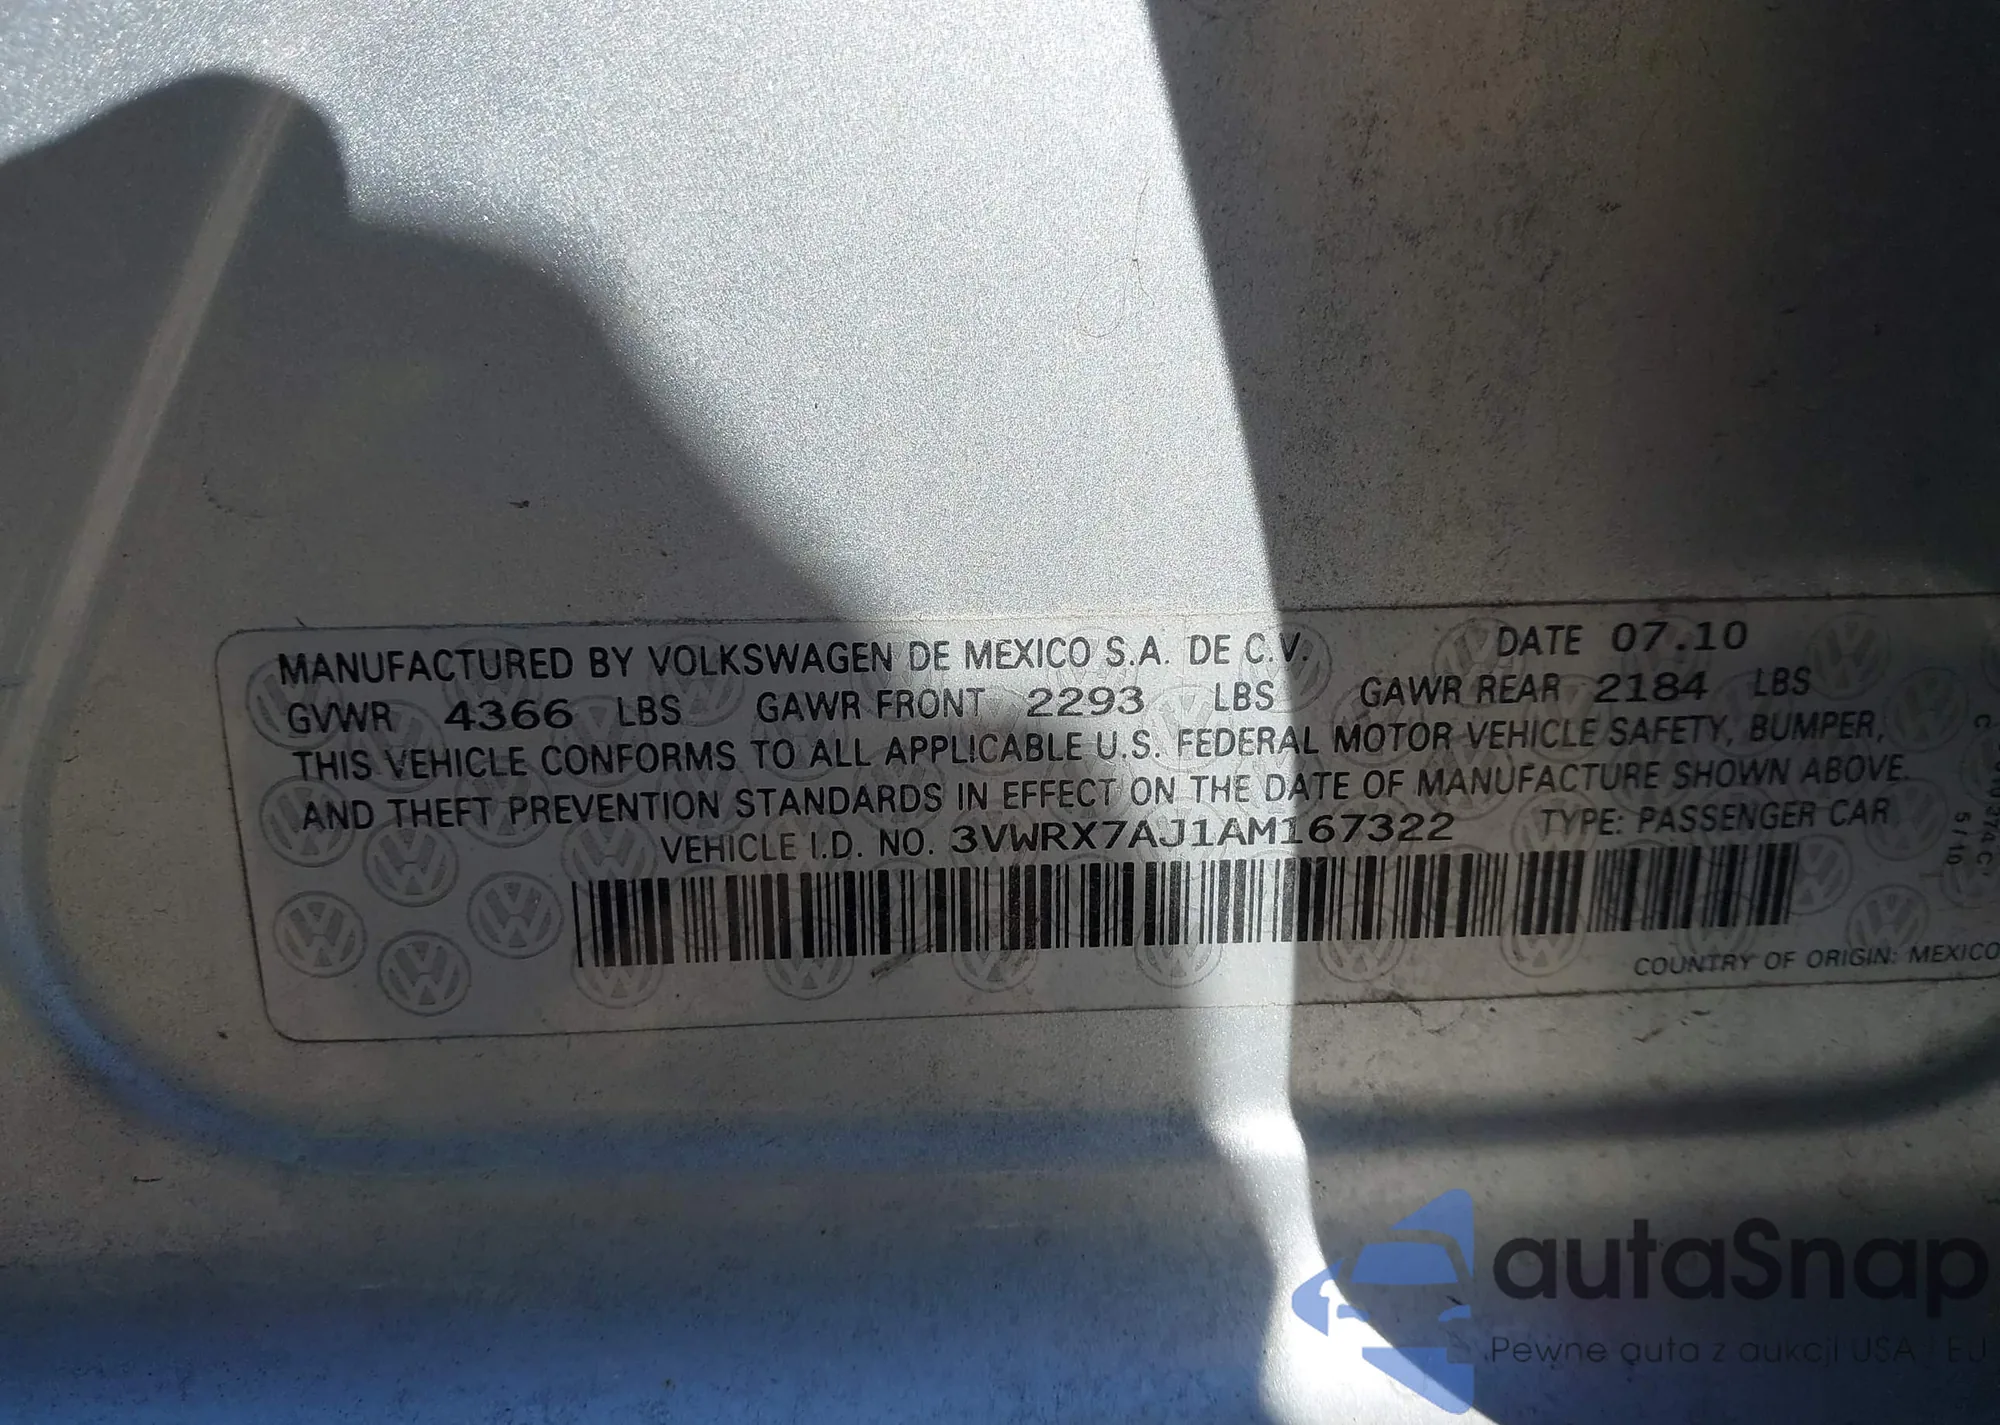 MANUFACTURED BY VOLKSWAGEN DE MEXICO S.A. DE C.V. DATE 07.10
GVWR 4366 LBS GAWR FRONT 2293 LBS GAWR REAR 2184 LBS
THIS VEHICLE CONFORMS TO ALL APPLICABLE U.S. FEDERAL MOTOR VEHICLE SAFETY, BUMPER,
AND THEFT PREVENTION STANDARDS IN EFFECT ON THE DATE OF MANUFACTURE SHOWN ABOVE.
VEHICLE I.D. NO. 3VWRX7AJ1AM167322 TYPE: PASSENGER CAR
COUNTRY OF ORIGIN: MEXICO
5/10
autaSnap
Pewne auta z aukcji USA / EU